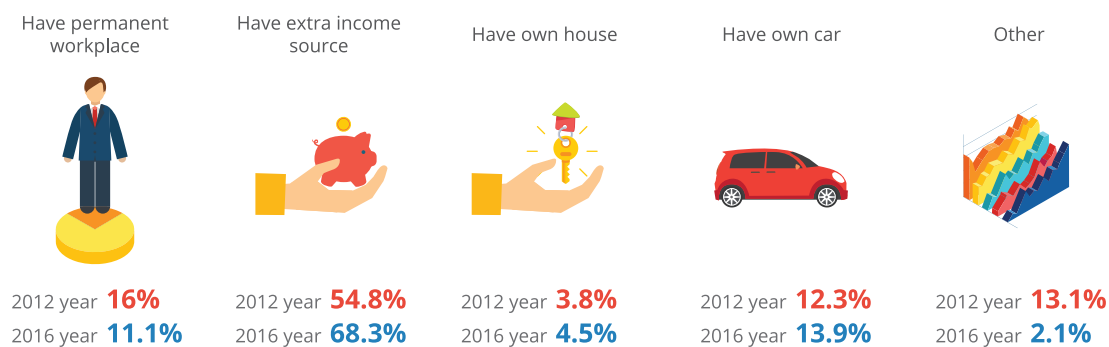 Have permanent
workplace
Have extra income
source
Have own house
Have own car
Other
2012 year 16%
2016 year 11.1%
2012 year 54.8%
2016 year 68.3%
2012 year 3.8%
2016 year 4.5%
2012 year 12.3%
2016 year 13.9%
2012 year 13.1%
2016 year 2.1%